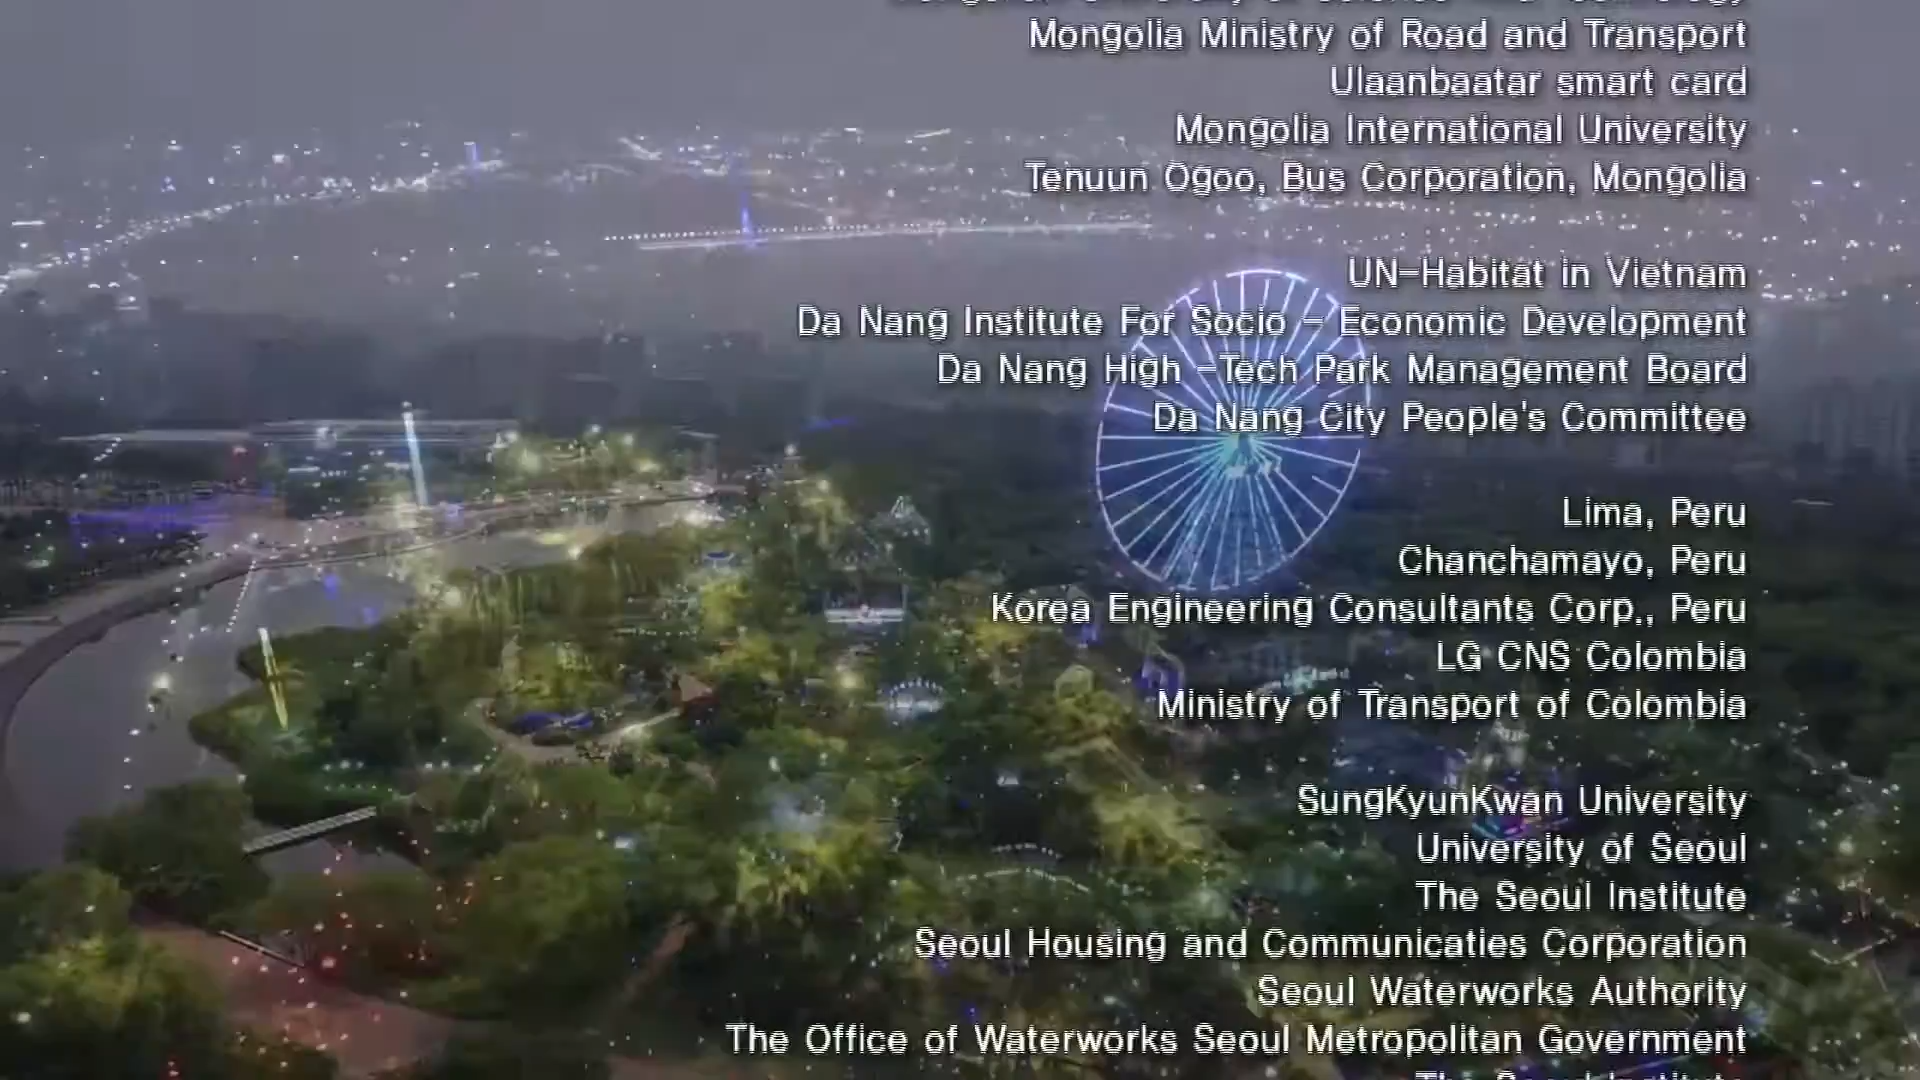 Mongolia Ministry of Road and Transport
Ulaanbaatar smart card
Mongolia International University
Tenuun Ogoo, Bus Corporation, Mongolia
UN-Habitat in Vietnam
Da Nang Institute For Socio - Economic Development
Da Nang High -Tech Park Management Board
Da Nang City People's Committee
Lima, Peru
Chanchamayo, Peru
Korea Engineering Consultants Corp., Peru
LG CNS Colombia
Ministry of Transport of Colombia
SungKyunKwan University
University of Seoul
The Seoul Institute
Seoul Housing and Communicaties Corporation
Seoul Waterworks Authority
The Office of Waterworks Seoul Metropolitan Government